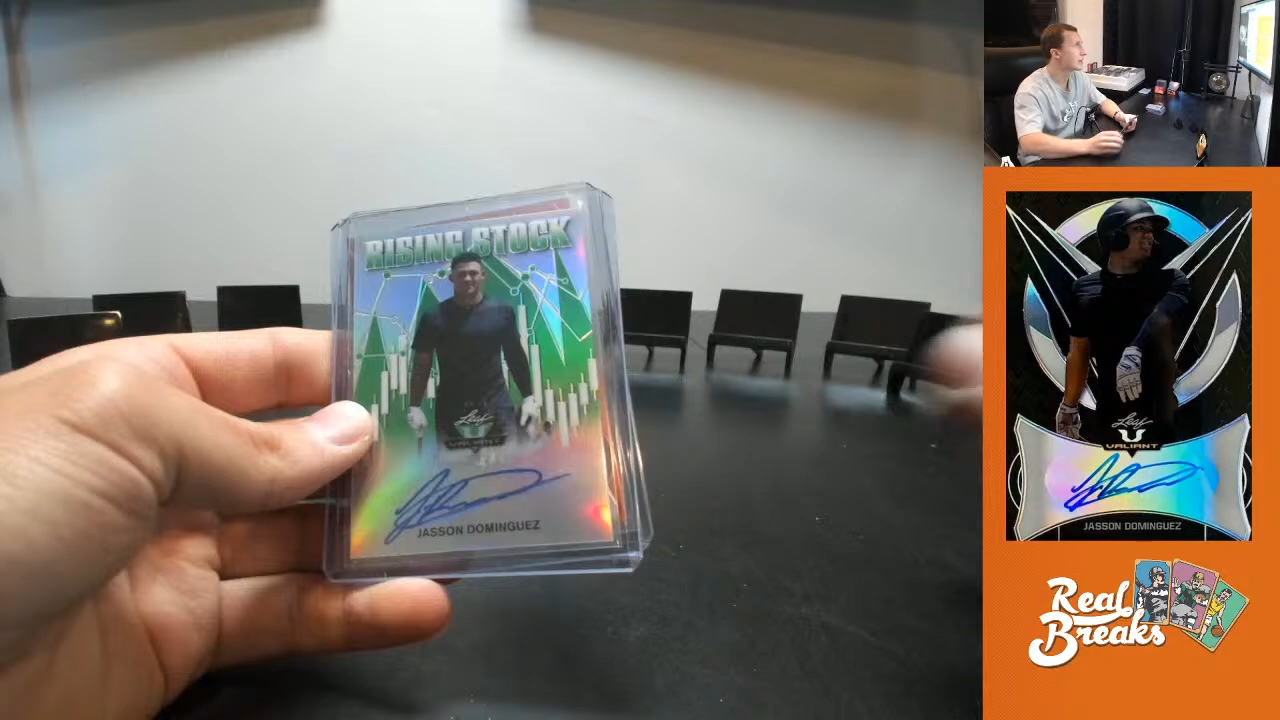 RISING STOCK
Leaf
VALIANT
JASSON DOMINGUEZ
Leaf
VALIANT
JASSON DOMINGUEZ
Real
Breaks